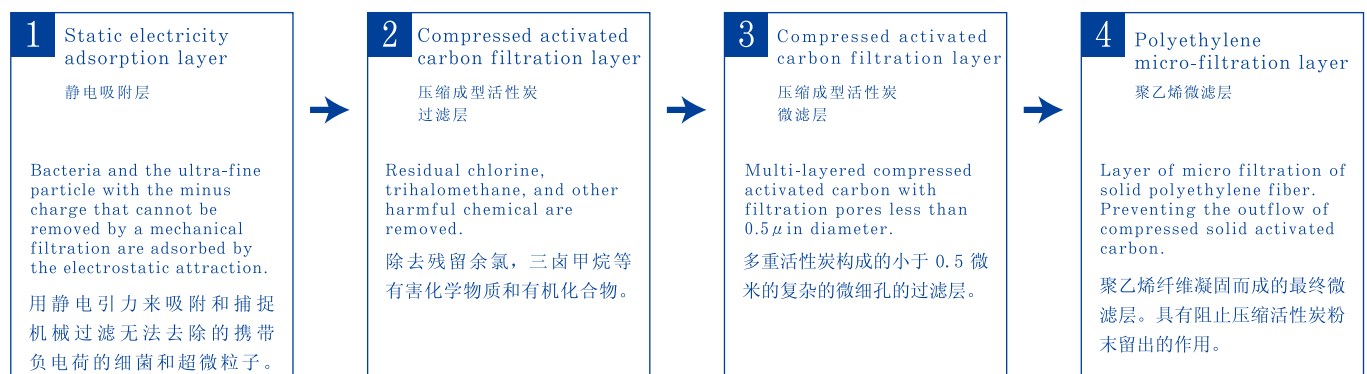 1
Static electricity
adsorption layer
静电吸附层
Bacteria and the ultra-fine
particle with the minus
charge that cannot be
removed by a mechanical
filtration are adsorbed by
the electrostatic attraction.
用静电引力来吸附和捕捉
机械过滤无法去除的携带
负电荷的细菌和超微粒子。
2
Compressed activated
carbon filtration layer
压缩成型活性炭
过滤层
Residual chlorine,
trihalomethane, and other
harmful chemical are
removed.
除去残留余氯，三卤甲烷等
有害化学物质和有机化合物。
3
Compressed activated
carbon filtration layer
压缩成型活性炭
微滤层
Multi-layered compressed
activated carbon with
filtration pores less than
0.5μin diameter.
多重活性炭构成的小于 0.5 微
米的复杂的微细孔的过滤层。
4
Polyethylene
micro-filtration layer
聚乙烯微滤层
Layer of micro filtration of
solid polyethylene fiber.
Preventing the outflow of
compressed solid activated
carbon.
聚乙烯纤维凝固而成的最终微
滤层。具有阻止压缩活性炭粉
末留出的作用。